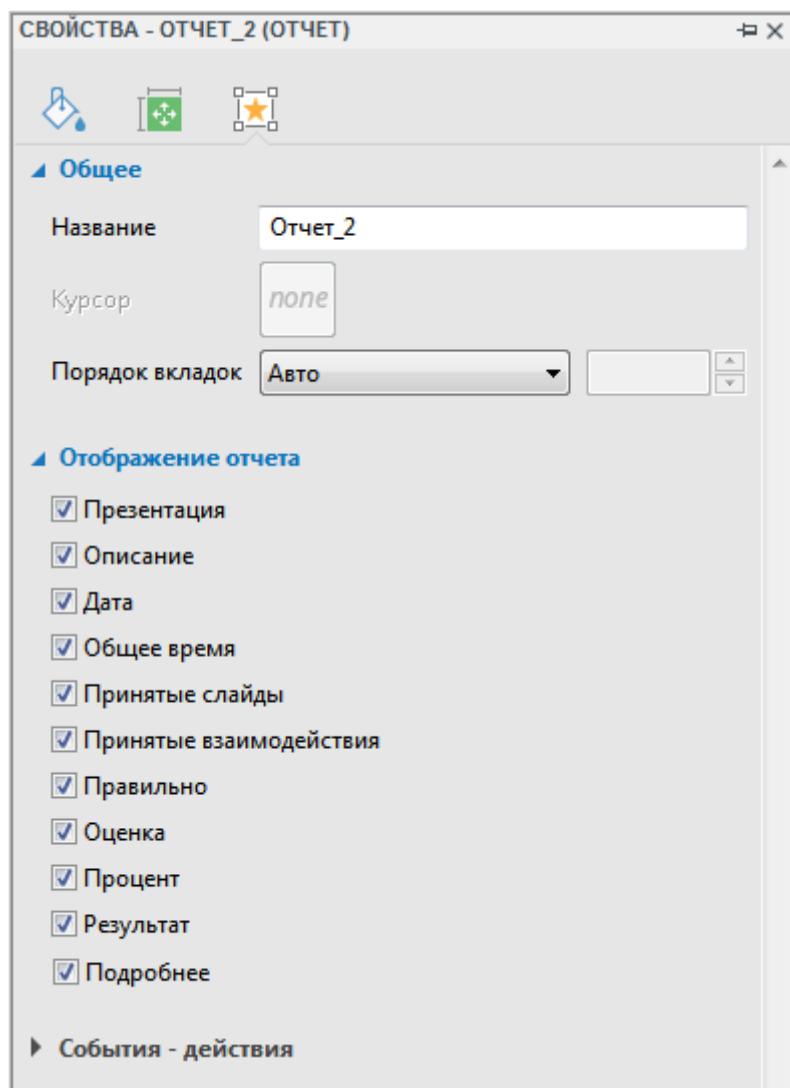 СВОЙСТВА - ОТЧЕТ_2 (ОТЧЕТ)
Общее
Название Отчет_2
Курсор none
Порядок вкладок Авто
Отображение отчета
Презентация
Описание
Дата
Общее время
Принятые слайды
Принятые взаимодействия
Правильно
Оценка
Процент
Результат
Подробнее
События - действия